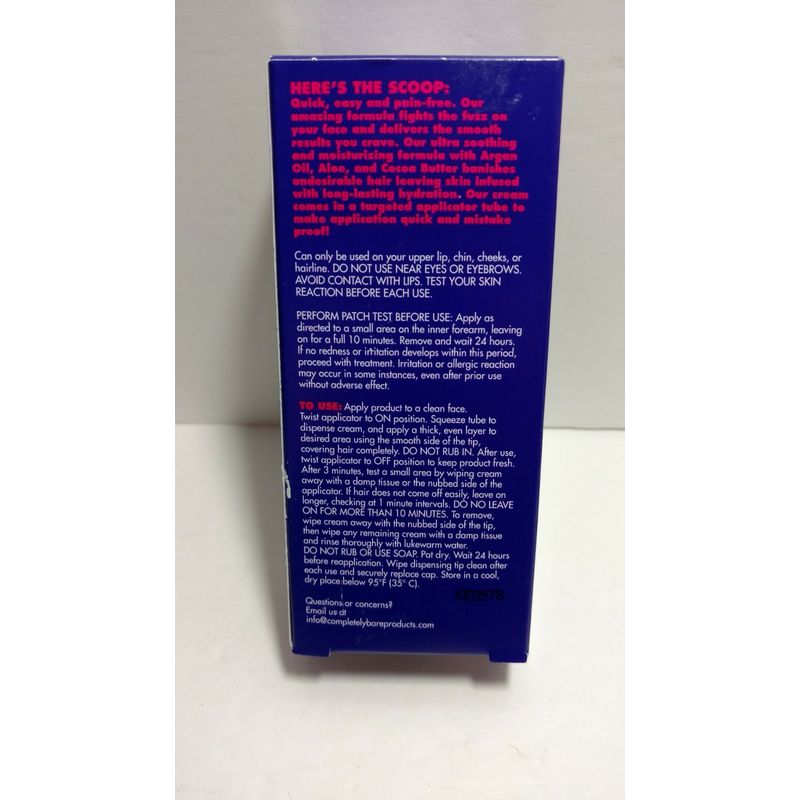 HERE'S THE SCOOP:
Quick, easy and pain-free. Our
amazing formula fights the fuzz on
your face and delivers the smooth
results you crave. Our ultra soothing
and moisturizing formula with Argan
Oil, Aloe, and Cocoa Butter banishes
undesirable hair leaving skin infused
with long-lasting hydration. Our cream
comes in a targeted applicator tube to
make application quick and mistake
proof!
Can only be used on your upper lip, chin, cheeks, or
hairline. DO NOT USE NEAR EYES OR EYEBROWS.
AVOID CONTACT WITH LIPS. TEST YOUR SKIN
REACTION BEFORE EACH USE.
PERFORM PATCH TEST BEFORE USE: Apply as
directed to a small area on the inner forearm, leaving
on for a full 10 minutes. Remove and wait 24 hours.
If no redness or irritation develops within this period,
proceed with treatment. Irritation or allergic reaction
may occur in some instances, even after prior use
without adverse effect.
TO USE: Apply product to a clean face.
Twist applicator to ON position. Squeeze tube to
dispense cream, and apply a thick, even layer to
desired area using the smooth side of the tip,
covering hair completely. DO NOT RUB IN. After use,
twist applicator to OFF position to keep product fresh.
After 3 minutes, test a small area by wiping cream
away with a damp tissue or the nubbed side of the
applicator. If hair does not come off easily, leave on
longer, checking at 1 minute intervals. DO NO LEAVE
ON FOR MORE THAN 10 MINUTES. To remove,
wipe cream away with the nubbed side of the tip,
then wipe any remaining cream with a damp tissue
and rinse thoroughly with lukewarm water.
DO NOT RUB OR USE SOAP. Pat dry. Wait 24 hours
before reapplication. Wipe dispensing tip clean after
each use and securely replace cap. Store in a cool,
dry place below 95°F (35° C).
Questions or concerns?
Email us at
info@completelybareproducts.com